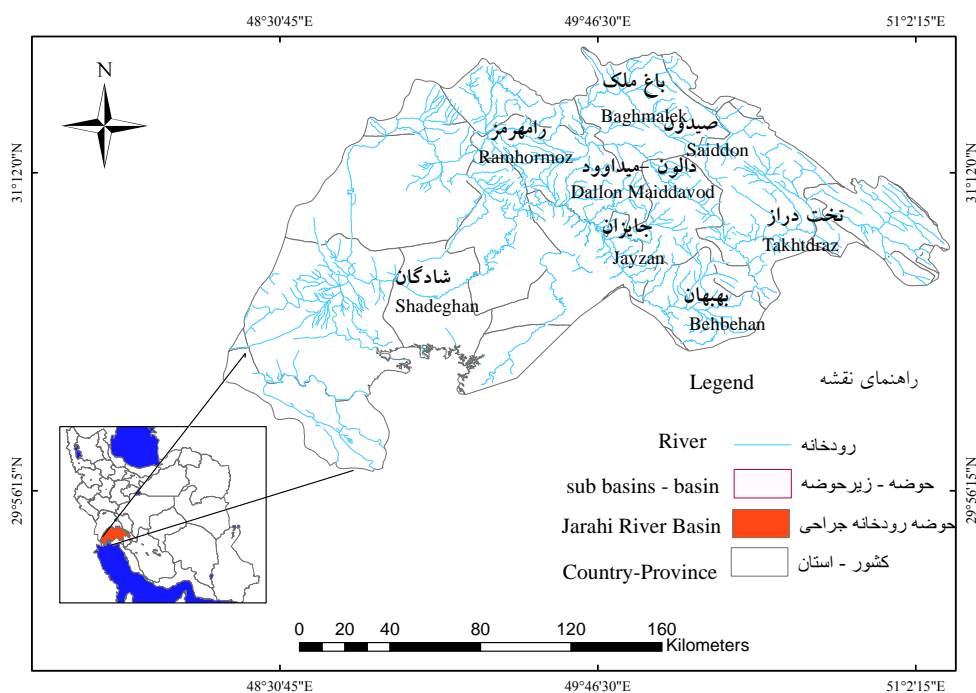 48°30'45"E 49°46'30"E 51°2'15"E
N
باغ ملک
Baghmalek
صیدون
Saiddon
رامهرمز
Ramhormoz
دالون - میداوود
Dallon Maiddavod
31°12'0"N 31°12'0"N
تخت دراز
Takhtdraz
جایزان
Jayzan
شادگان
Shadeghan
بهبهان
Behbehan
Legend راهنمای نقشه
River رودخانه
sub basins - basin حوضه - زیرحوضه
29°56'15"N 29°56'15"N
Jarahi River Basin حوضه رودخانه جراحی
Country-Province کشور - استان
0 20 40 80 120 160
Kilometers
48°30'45"E 49°46'30"E 51°2'15"E